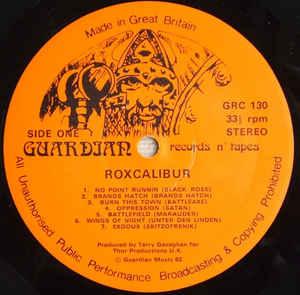 Made in Great Britain
GRC 130
33⅓ rpm
SIDE ONE
STEREO
GUARDIAN records n' tapes
ROXCALIBUR
1. NO POINT RUNNIN (BLACK ROSE)
2. BRANDS HATCH (BRANDS HATCH)
3. BURN THIS TOWN (BATTLEAXE)
4. OPPRESSION (SATAN)
5. BATTLEFIELD (MARAUDER)
6. WINGS OF NIGHT (UNTER DEN LINDEN)
7. EXODUS (SKITZOFRENIK)
Produced by Terry Gavaghan for
Thor Productions U.K.
Guardian Music 82
All Unauthorised Public Performance Broadcasting & Copying Prohibited